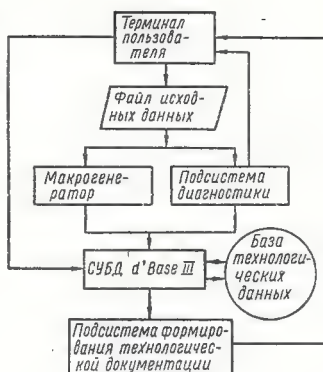 Терминал
пользова-
теля
Файл исход-
ных данных
Макрогене-
ратор
Подсистема
диагностики
База
технологи-
ческих
данных
СУБД d'Base III
Подсистема формиро-
вания технологичес-
кой документации